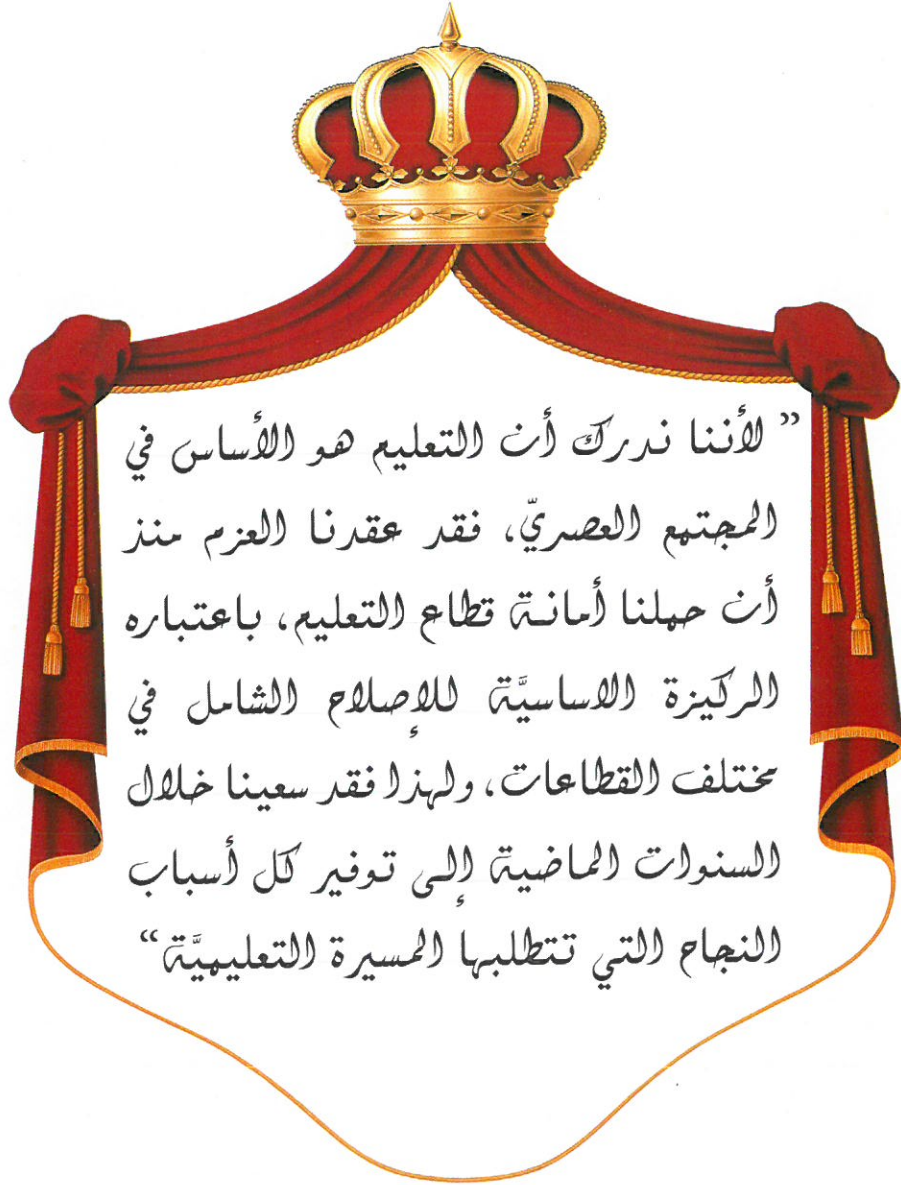 ” لأننا ندرك أن التعليم هو الأساس في
المجتمع العصريّ، فقد عقدنا العزم منذ
أن حملنا أمانـة قطاع التعليم، باعتباره
الركيزة الاساسيَّة للإصلاح الشامل في
مختلف القطاعات، ولهذا فقد سعينا خلال
السنوات الماضية إلى توفير كل أسباب
النجاح التي تتطلبها المسيرة التعليميَّة“